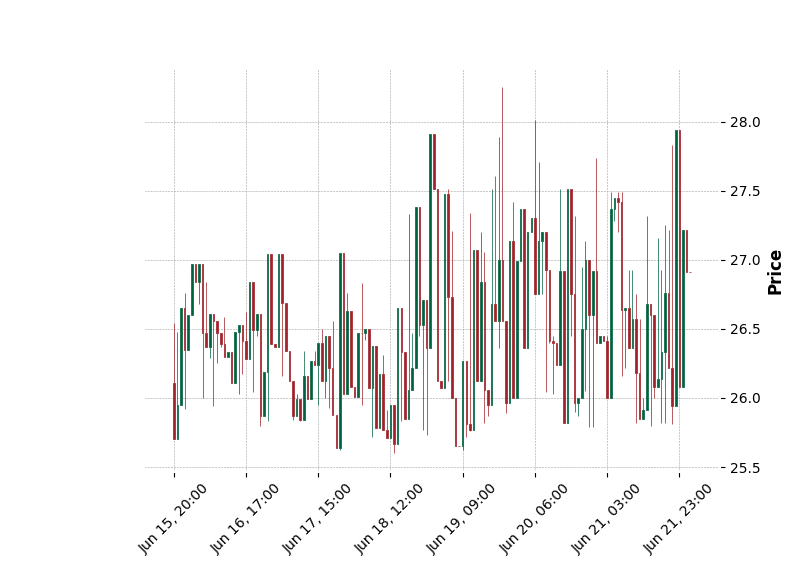 28.0
27.5
27.0
26.5
26.0
25.5
Price
Jun 15, 20:00
Jun 16, 17:00
Jun 17, 15:00
Jun 18, 12:00
Jun 19, 09:00
Jun 20, 06:00
Jun 21, 03:00
Jun 21, 23:00